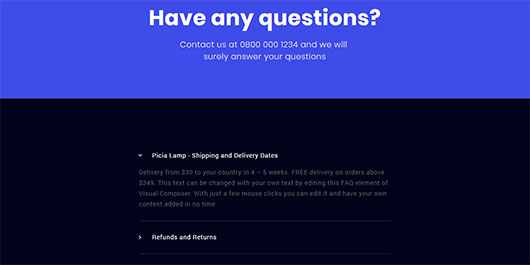 Have any questions?
Contact us at 0800 000 1234 and we will
surely answer your questions
Picia Lamp - Shipping and Delivery Dates
Delivery from $30 to your country in 4 – 5 weeks. FREE delivery on orders above
$349. This text can be changed with your own text by editing this FAQ element of
Visual Composer. With just a few mouse clicks you can edit it and have your own
content added in no time.
Refunds and Returns